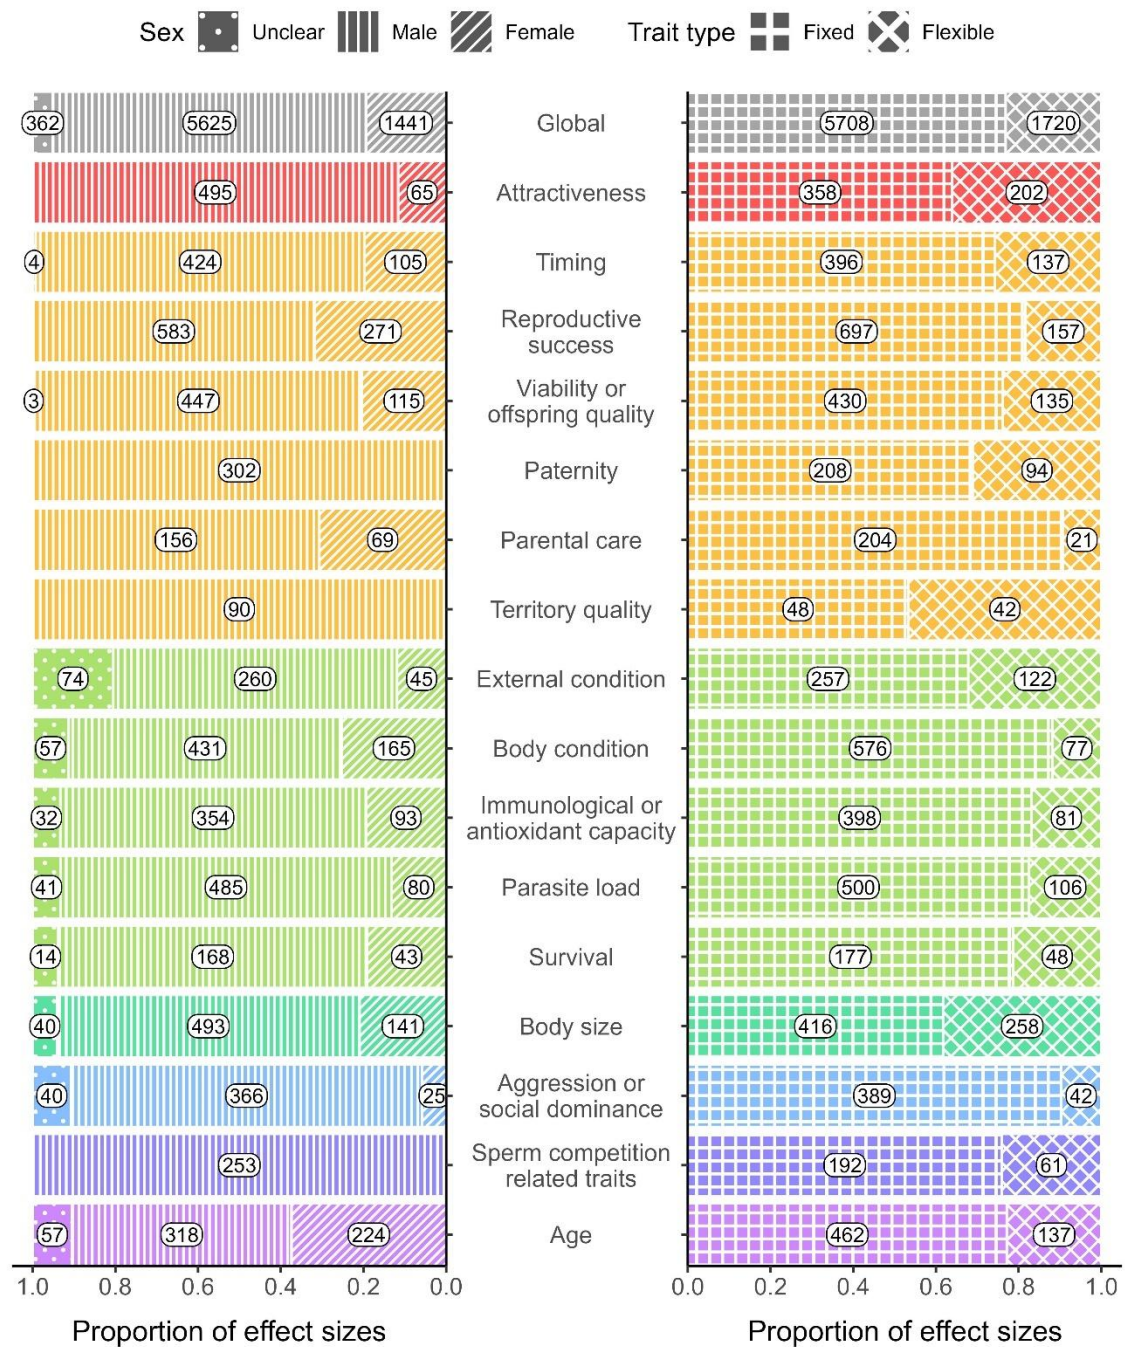 Sex Unclear Male Female Trait type Fixed Flexible
362 5625 1441 Global 5708 1720
495 65 Attractiveness 358 202
4 424 105 Timing 396 137
583 271 Reproductive success 697 157
3 447 115 Viability or offspring quality 430 135
302 Paternity 208 94
156 69 Parental care 204 21
90 Territory quality 48 42
74 260 45 External condition 257 122
57 431 165 Body condition 576 77
32 354 93 Immunological or antioxidant capacity 398 81
41 485 80 Parasite load 500 106
14 168 43 Survival 177 48
40 493 141 Body size 416 258
40 366 25 Aggression or social dominance 389 42
253 Sperm competition related traits 192 61
57 318 224 Age 462 137
1.0 0.8 0.6 0.4 0.2 0.0 0.0 0.2 0.4 0.6 0.8 1.0
Proportion of effect sizes Proportion of effect sizes